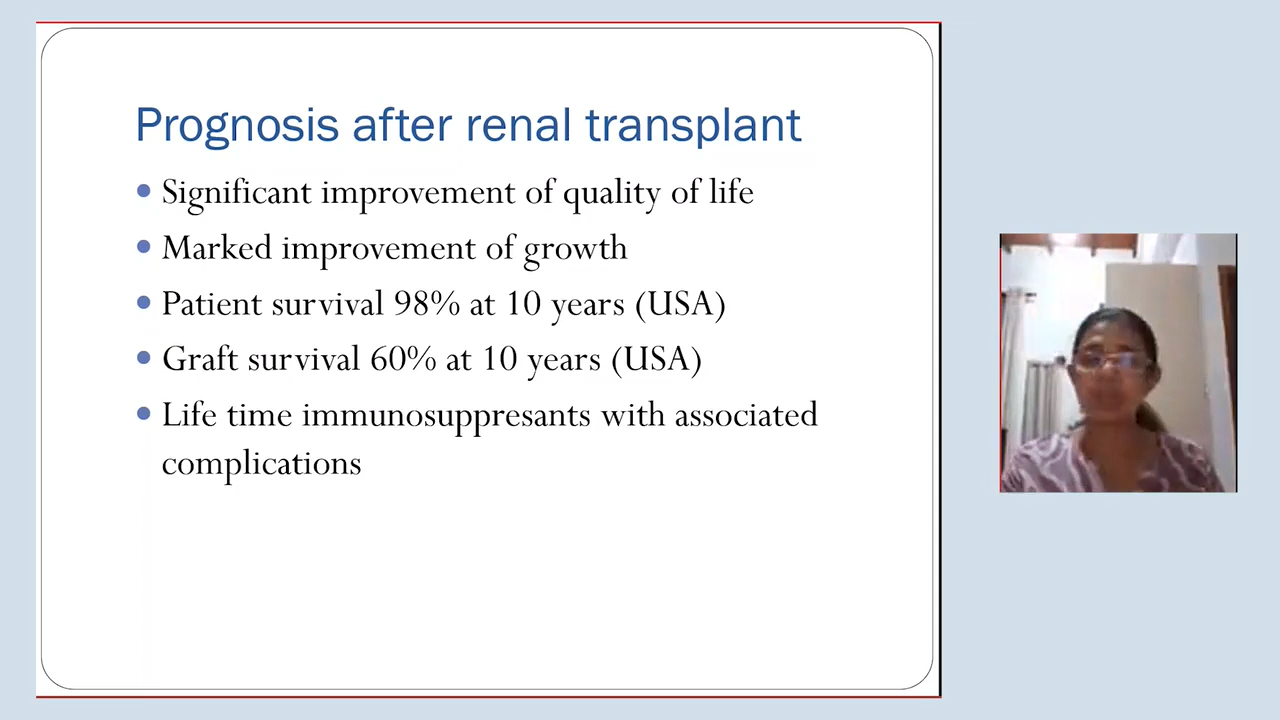 Prognosis after renal transplant
Significant improvement of quality of life
Marked improvement of growth
Patient survival 98% at 10 years (USA)
Graft survival 60% at 10 years (USA)
Life time immunosuppresants with associated
complications